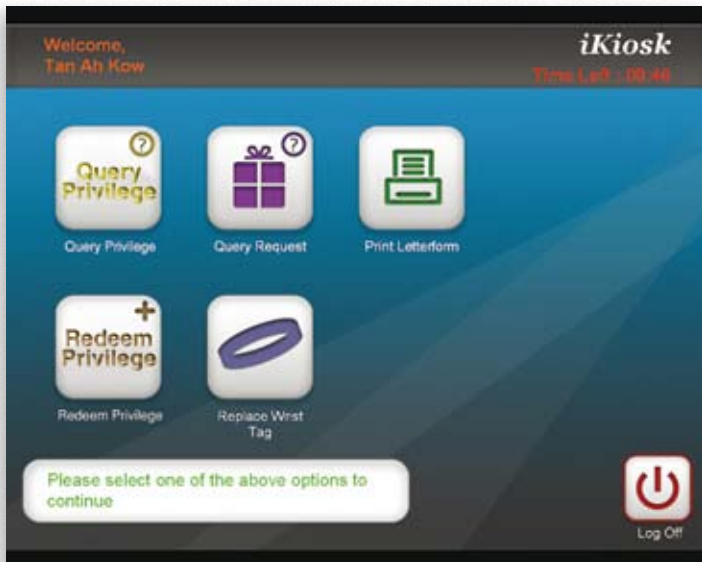 Welcome,
Tan Ah Kow
iKiosk
Time Left : 00:46
?
Query
Privilege
Query Privilege
?
Query Request
Print Letterform
+
Redeem
Privilege
Redeem Privilege
Replace Wrist
Tag
Please select one of the above options to
continue
Log Off